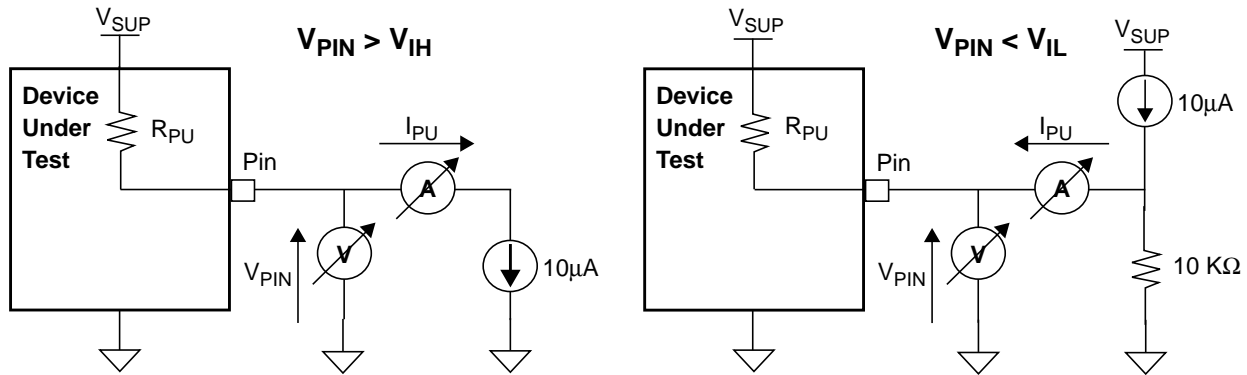 V_SUP
V_PIN > V_IH
Device
Under
Test
R_PU
I_PU
Pin
A
V
V_PIN
10µA
V_SUP
V_PIN < V_IL
V_SUP
Device
Under
Test
R_PU
10µA
I_PU
Pin
A
V
V_PIN
10 KΩ